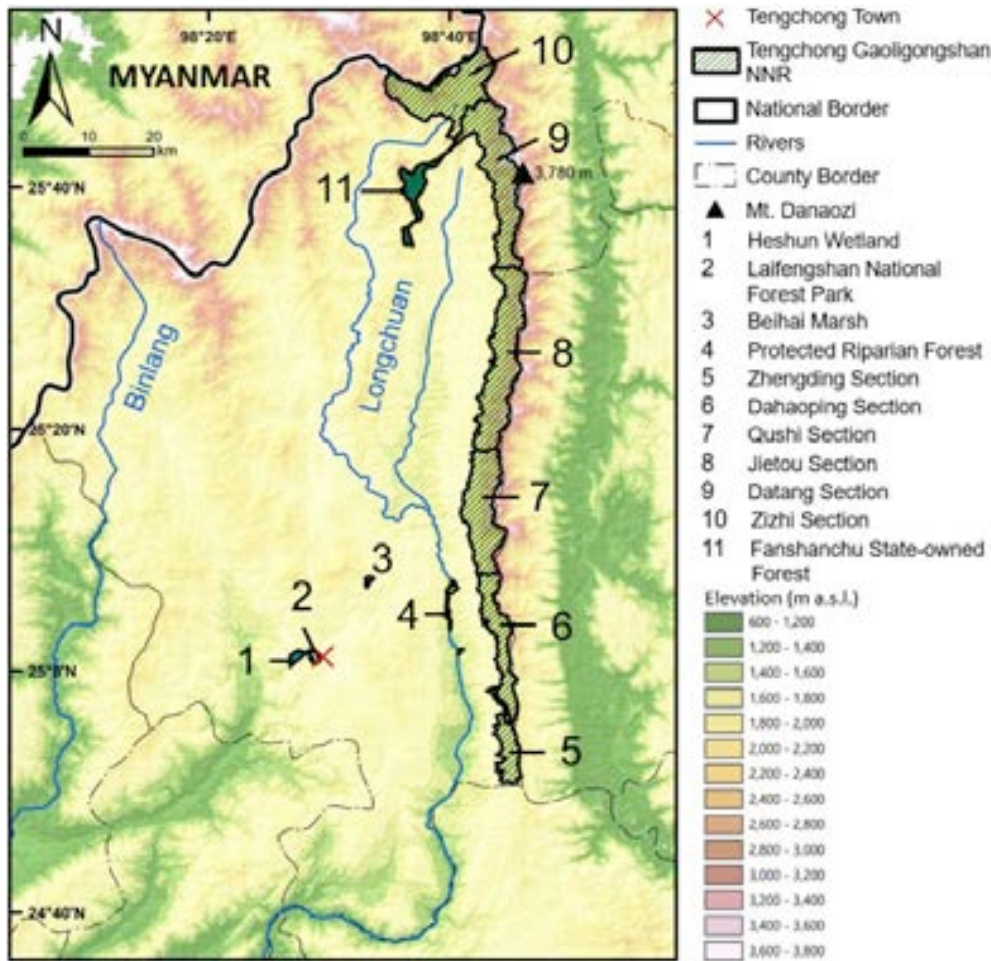 98°20'E
98°40'E
N
MYANMAR
0 10 20
km
25°40'N
25°20'N
25°0'N
24°40'N
Binlang
Longchuan
3,780 m
10
9
11
8
7
3
2
4
6
1
5
Tengchong Town
Tengchong Gaoligongshan
NNR
National Border
Rivers
County Border
Mt. Danaozi
1 Heshun Wetland
2 Laifengshan National
Forest Park
3 Beihai Marsh
4 Protected Riparian Forest
5 Zhengding Section
6 Dahaoping Section
7 Qushi Section
8 Jietou Section
9 Datang Section
10 Zizhi Section
11 Fanshanchu State-owned
Forest
Elevation (m a.s.l.)
600 - 1,200
1,200 - 1,400
1,400 - 1,600
1,600 - 1,800
1,800 - 2,000
2,000 - 2,200
2,200 - 2,400
2,400 - 2,600
2,600 - 2,800
2,800 - 3,000
3,000 - 3,200
3,200 - 3,400
3,400 - 3,600
3,600 - 3,800